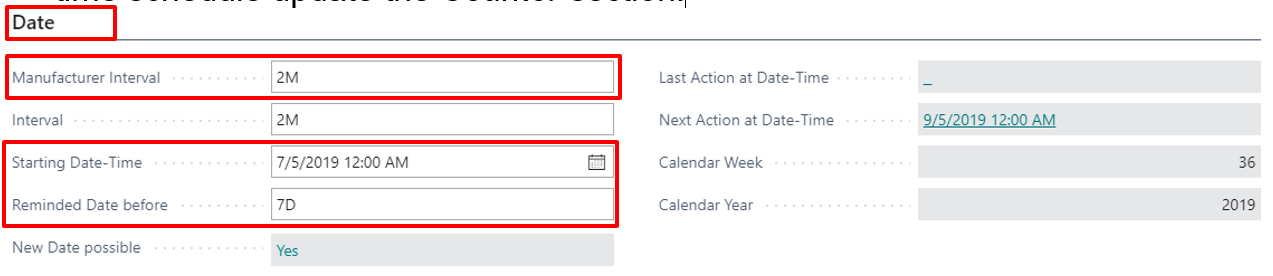 Date
Manufacturer Interval 2M
Interval 2M
Starting Date-Time 7/5/2019 12:00 AM
Reminded Date before 7D
New Date possible Yes
Last Action at Date-Time _
Next Action at Date-Time 9/5/2019 12:00 AM
Calendar Week 36
Calendar Year 2019